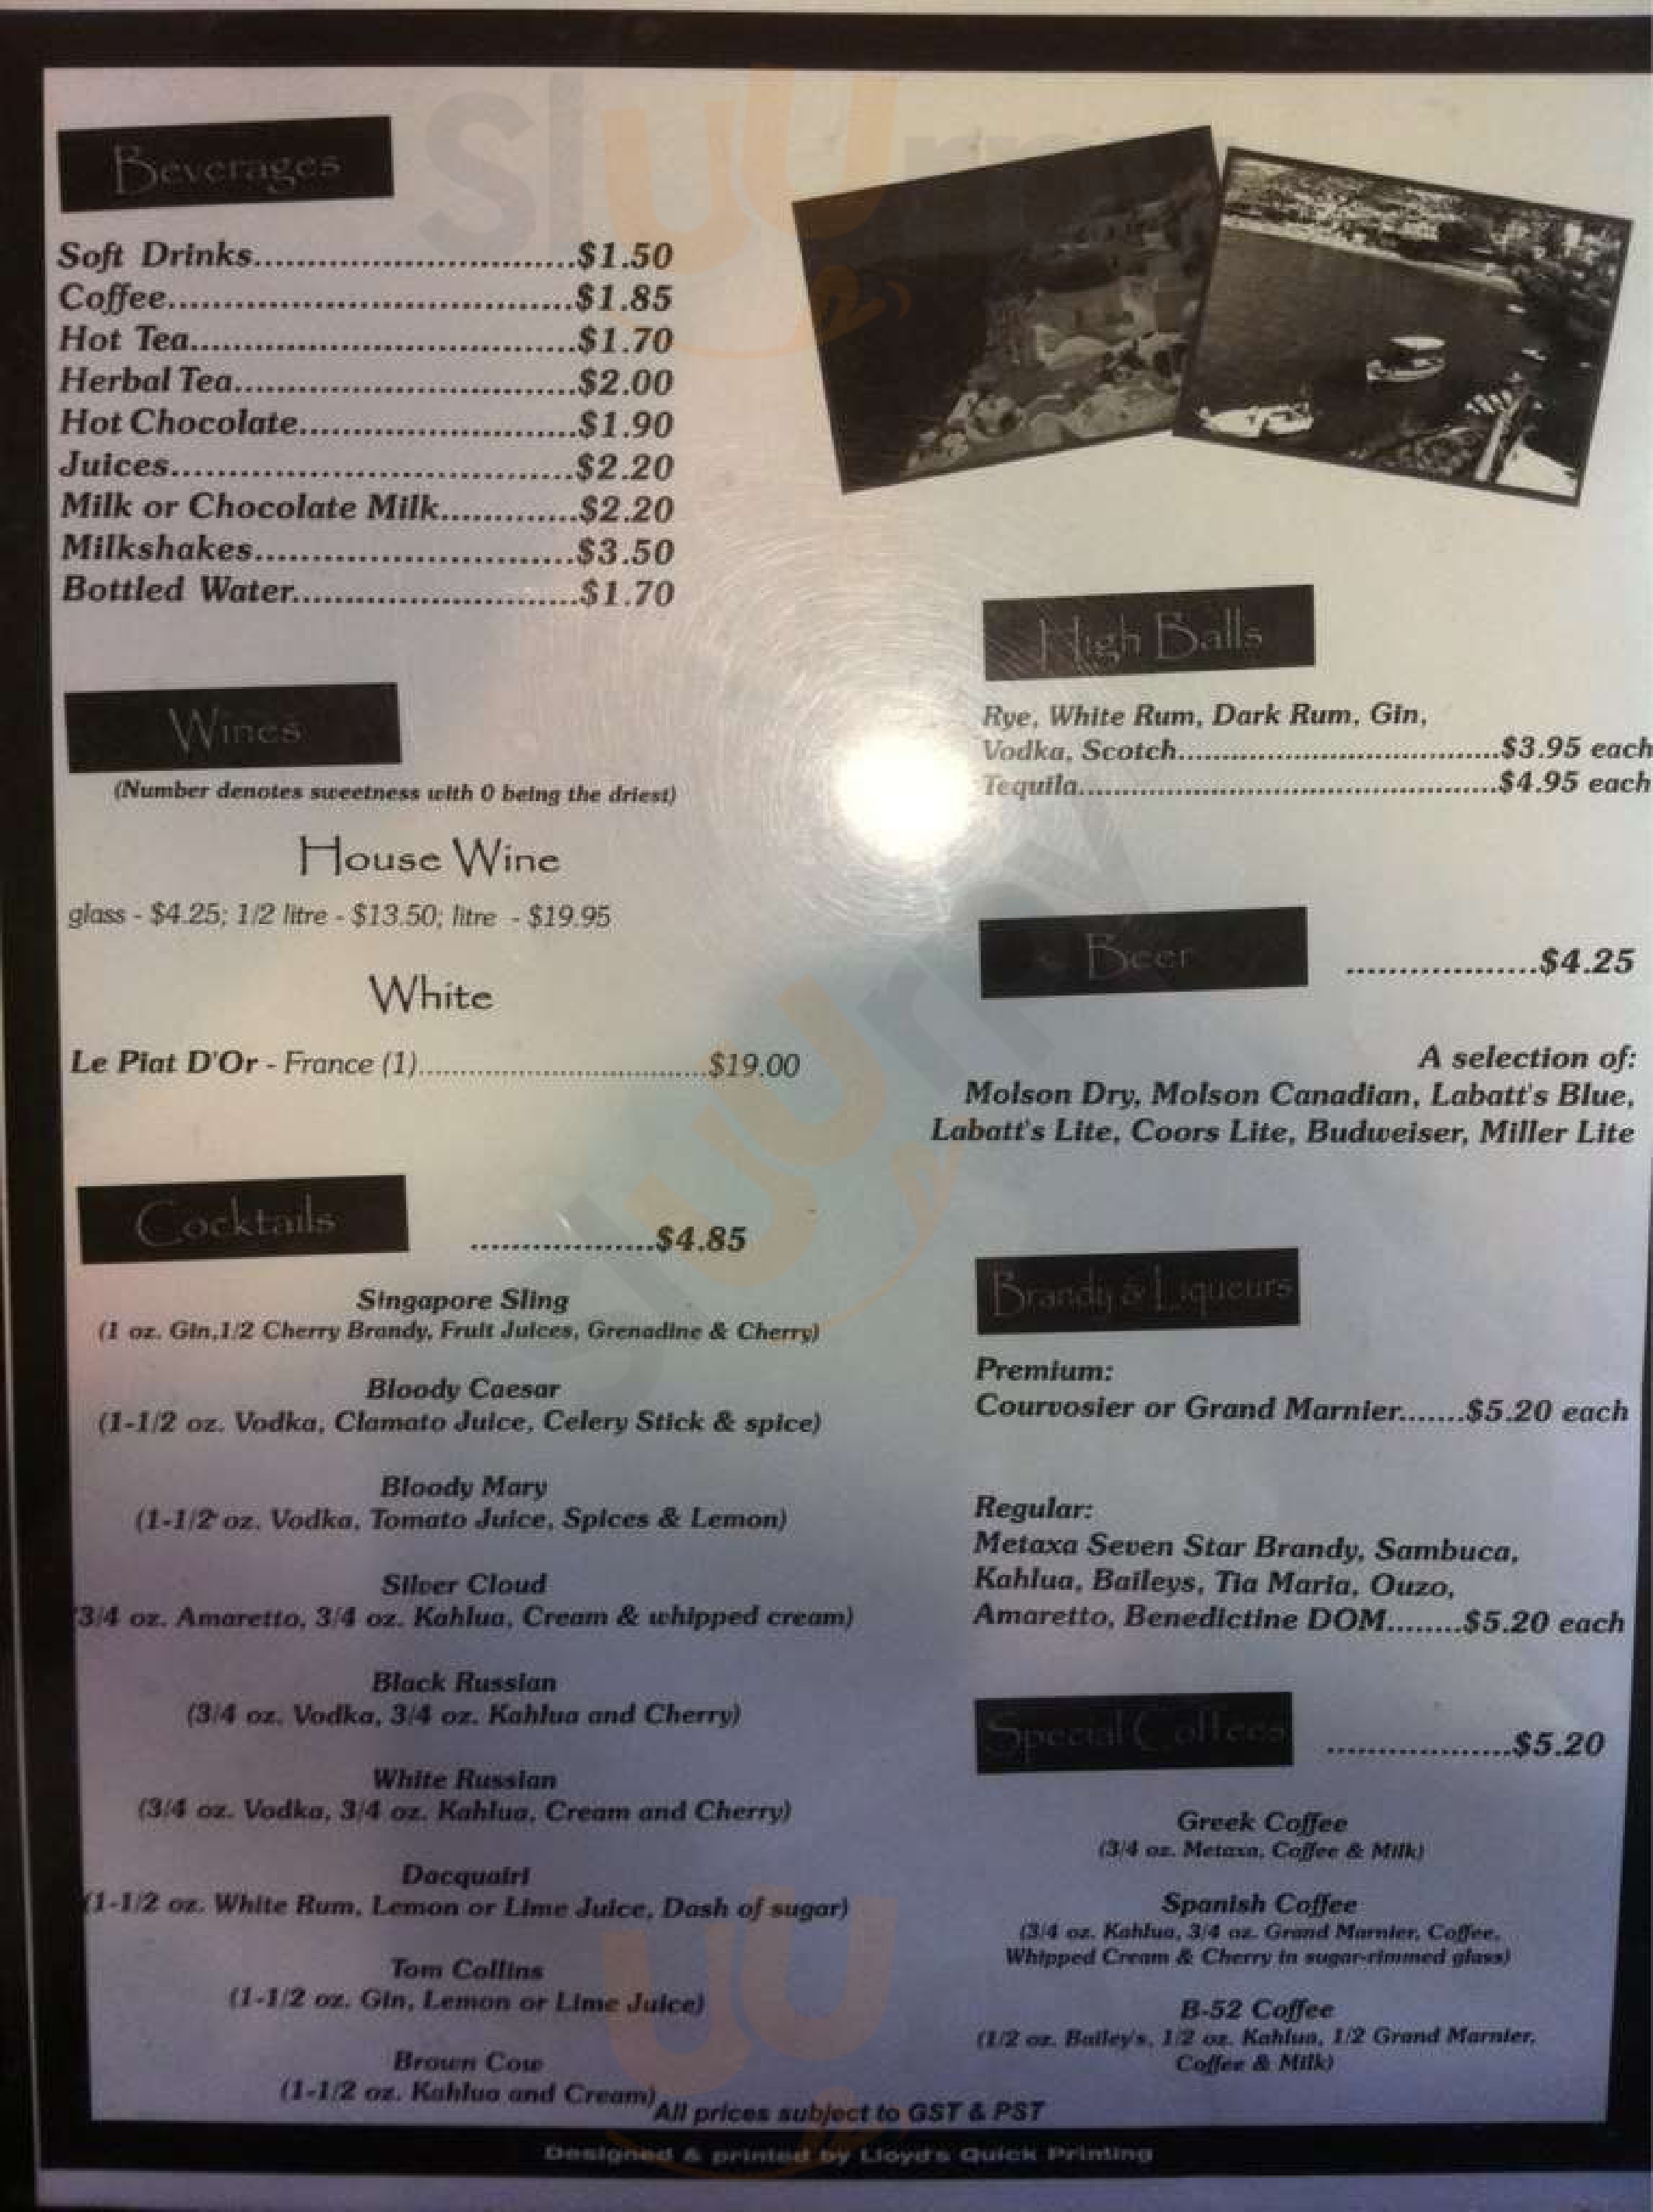 Beverages
Soft Drinks..............................$1.50
Coffee.....................................$1.85
Hot Tea....................................$1.70
Herbal Tea................................$2.00
Hot Chocolate..........................$1.90
Juices......................................$2.20
Milk or Chocolate Milk.............$2.20
Milkshakes..............................$3.50
Bottled Water...........................$1.70
Wines
(Number denotes sweetness with 0 being the driest)
House Wine
glass - $4.25; 1/2 litre - $13.50; litre - $19.95
White
Le Piat D'Or - France (1)................................$19.00
Cocktails
..................$4.85
Singapore Sling
(1 oz. Gin,1/2 Cherry Brandy, Fruit Juices, Grenadine & Cherry)
Bloody Caesar
(1-1/2 oz. Vodka, Clamato Juice, Celery Stick & spice)
Bloody Mary
(1-1/2 oz. Vodka, Tomato Juice, Spices & Lemon)
Silver Cloud
(3/4 oz. Amaretto, 3/4 oz. Kahlua, Cream & whipped cream)
Black Russian
(3/4 oz. Vodka, 3/4 oz. Kahlua and Cherry)
White Russian
(3/4 oz. Vodka, 3/4 oz. Kahlua, Cream and Cherry)
Dacquairi
(1-1/2 oz. White Rum, Lemon or Lime Juice, Dash of sugar)
Tom Collins
(1-1/2 oz. Gin, Lemon or Lime Juice)
Brown Cow
(1-1/2 oz. Kahlua and Cream)
High Balls
Rye, White Rum, Dark Rum, Gin,
Vodka, Scotch....................................$3.95 each
Tequila...............................................$4.95 each
Beer
..................$4.25
A selection of:
Molson Dry, Molson Canadian, Labatt's Blue,
Labatt's Lite, Coors Lite, Budweiser, Miller Lite
Brandy & Liqueurs
Premium:
Courvosier or Grand Marnier.......$5.20 each
Regular:
Metaxa Seven Star Brandy, Sambuca,
Kahlua, Baileys, Tia Maria, Ouzo,
Amaretto, Benedictine DOM........$5.20 each
Special Coffees
..................$5.20
Greek Coffee
(3/4 oz. Metaxa, Coffee & Milk)
Spanish Coffee
(3/4 oz. Kahlua, 3/4 oz. Grand Marnier, Coffee,
Whipped Cream & Cherry in sugar-rimmed glass)
B-52 Coffee
(1/2 oz. Bailey's, 1/2 oz. Kahlua, 1/2 Grand Marnier,
Coffee & Milk)
All prices subject to GST & PST
Designed & printed by Lloyd's Quick Printing
sluurpy
sluurpy